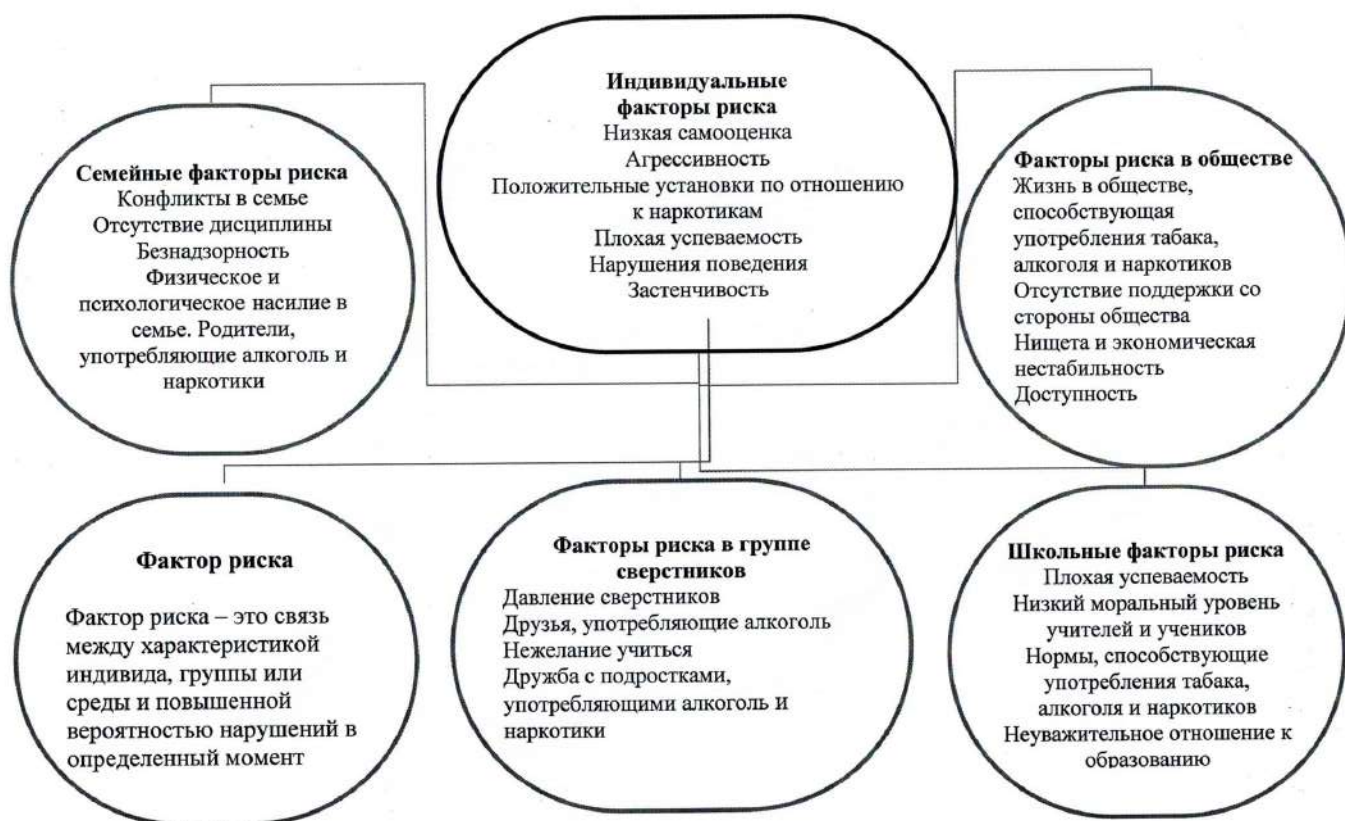 Индивидуальные
факторы риска
Низкая самооценка
Агрессивность
Положительные установки по отношению
к наркотикам
Плохая успеваемость
Нарушения поведения
Застенчивость
Семейные факторы риска
Конфликты в семье
Отсутствие дисциплины
Безнадзорность
Физическое и
психологическое насилие в
семье. Родители,
употребляющие алкоголь и
наркотики
Факторы риска в обществе
Жизнь в обществе,
способствующая
употребления табака,
алкоголя и наркотиков
Отсутствие поддержки со
стороны общества
Нищета и экономическая
нестабильность
Доступность
Фактор риска
Фактор риска – это связь
между характеристикой
индивида, группы или
среды и повышенной
вероятностью нарушений в
определенный момент
Факторы риска в группе
сверстников
Давление сверстников
Друзья, употребляющие алкоголь
Нежелание учиться
Дружба с подростками,
употребляющими алкоголь и
наркотики
Школьные факторы риска
Плохая успеваемость
Низкий моральный уровень
учителей и учеников
Нормы, способствующие
употребления табака,
алкоголя и наркотиков
Неуважительное отношение к
образованию